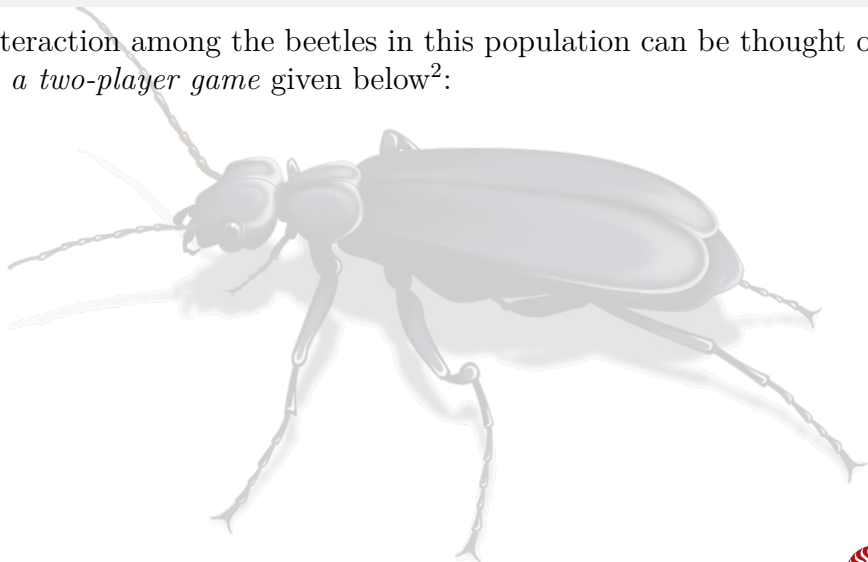 teraction among the beetles in this population can be thought o
a two-player game given below²: